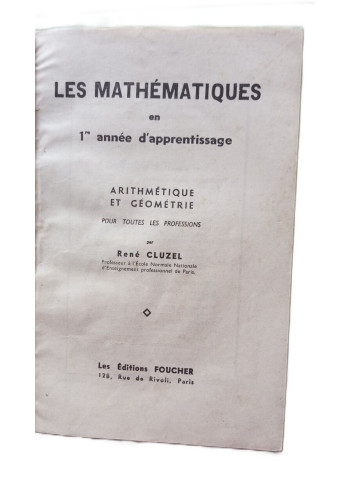 LES MATHÉMATIQUES
en
1re année d'apprentissage
ARITHMÉTIQUE
ET GÉOMÉTRIE
POUR TOUTES LES PROFESSIONS
par
René CLUZEL
Professeur à l'École Normale Nationale
d'Enseignement professionnel de Paris.
Les Éditions FOUCHER
128, Rue de Rivoli, Paris